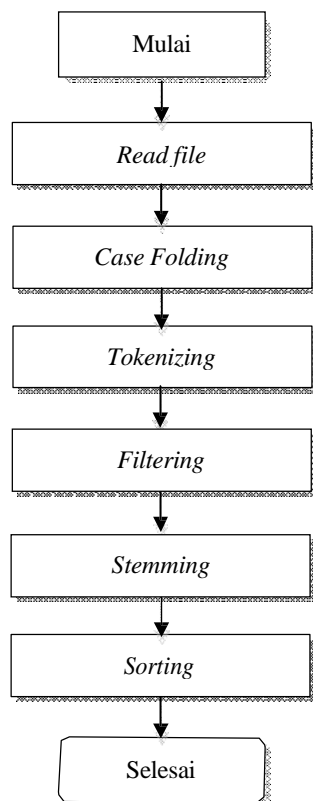 Mulai
Read file
Case Folding
Tokenizing
Filtering
Stemming
Sorting
Selesai